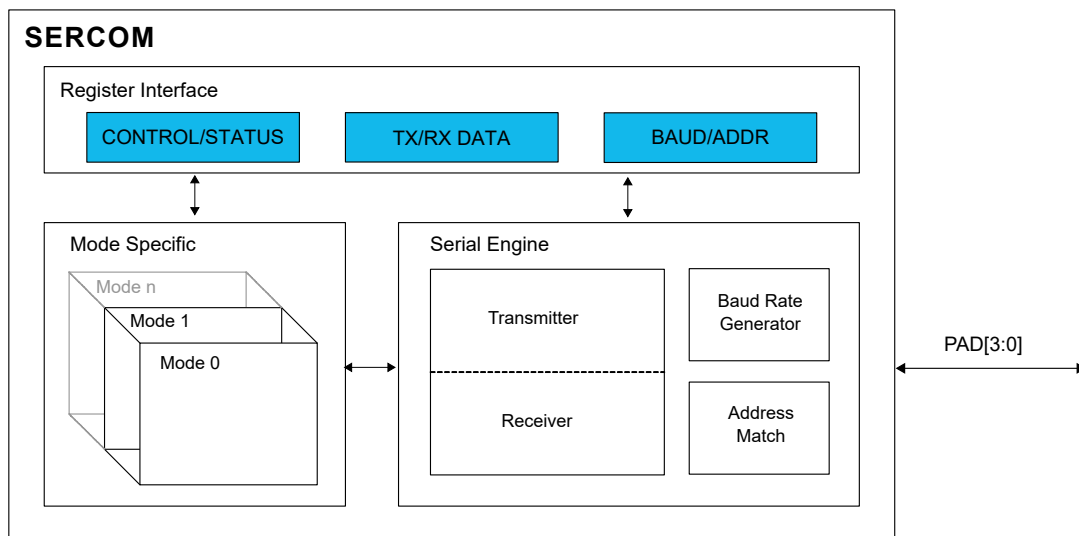 SERCOM
Register Interface
CONTROL/STATUS
TX/RX DATA
BAUD/ADDR
Mode Specific
Mode n
Mode 1
Mode 0
Serial Engine
Transmitter
Receiver
Baud Rate
Generator
Address
Match
PAD[3:0]